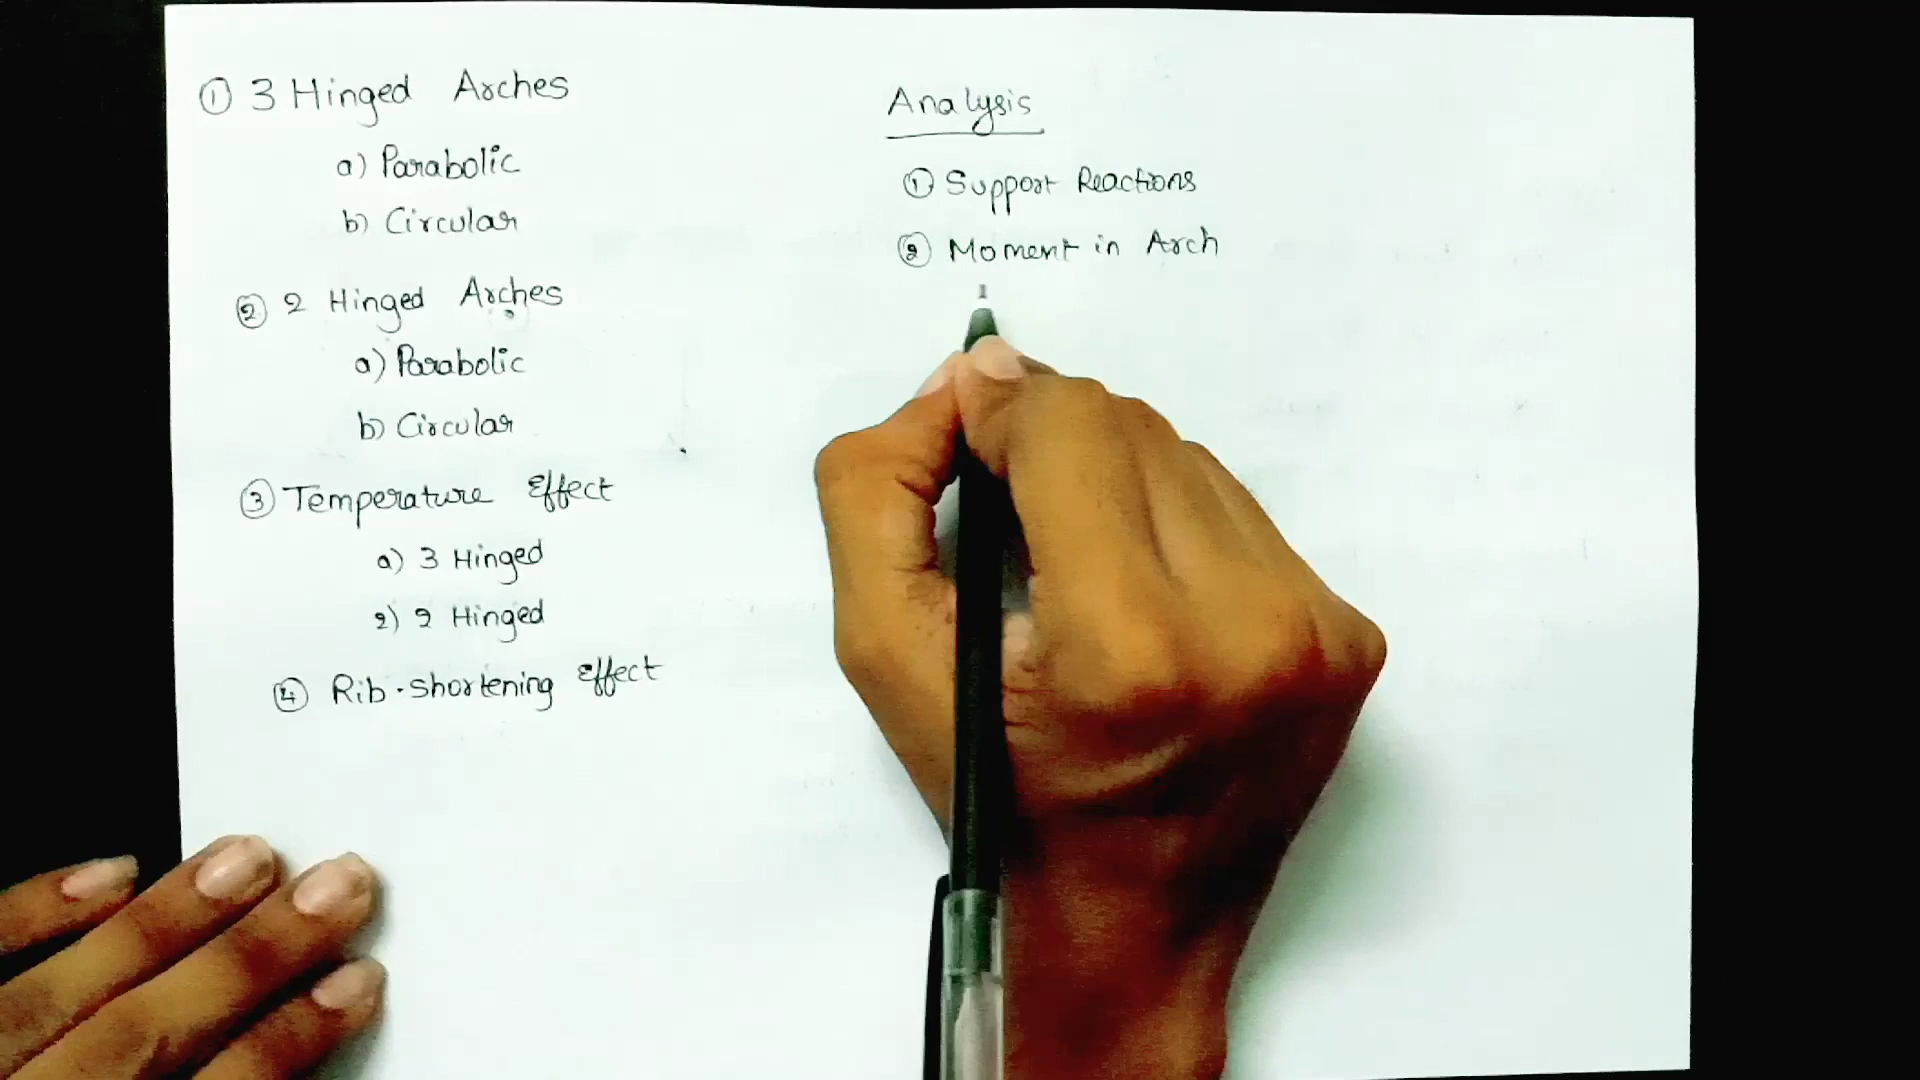 ① 3 Hinged Arches
a) Parabolic
b) Circular
② 2 Hinged Arches
a) Parabolic
b) Circular
③ Temperature Effect
a) 3 Hinged
2) 2 Hinged
④ Rib-shortening Effect
Analysis
① Support Reactions
② Moment in Arch